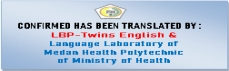 CONFIRMED HAS BEEN TRANSLATED BY :
LBP-Twins English &
Language Laboratory of
Medan Health Polytechnic
of Ministry of Health